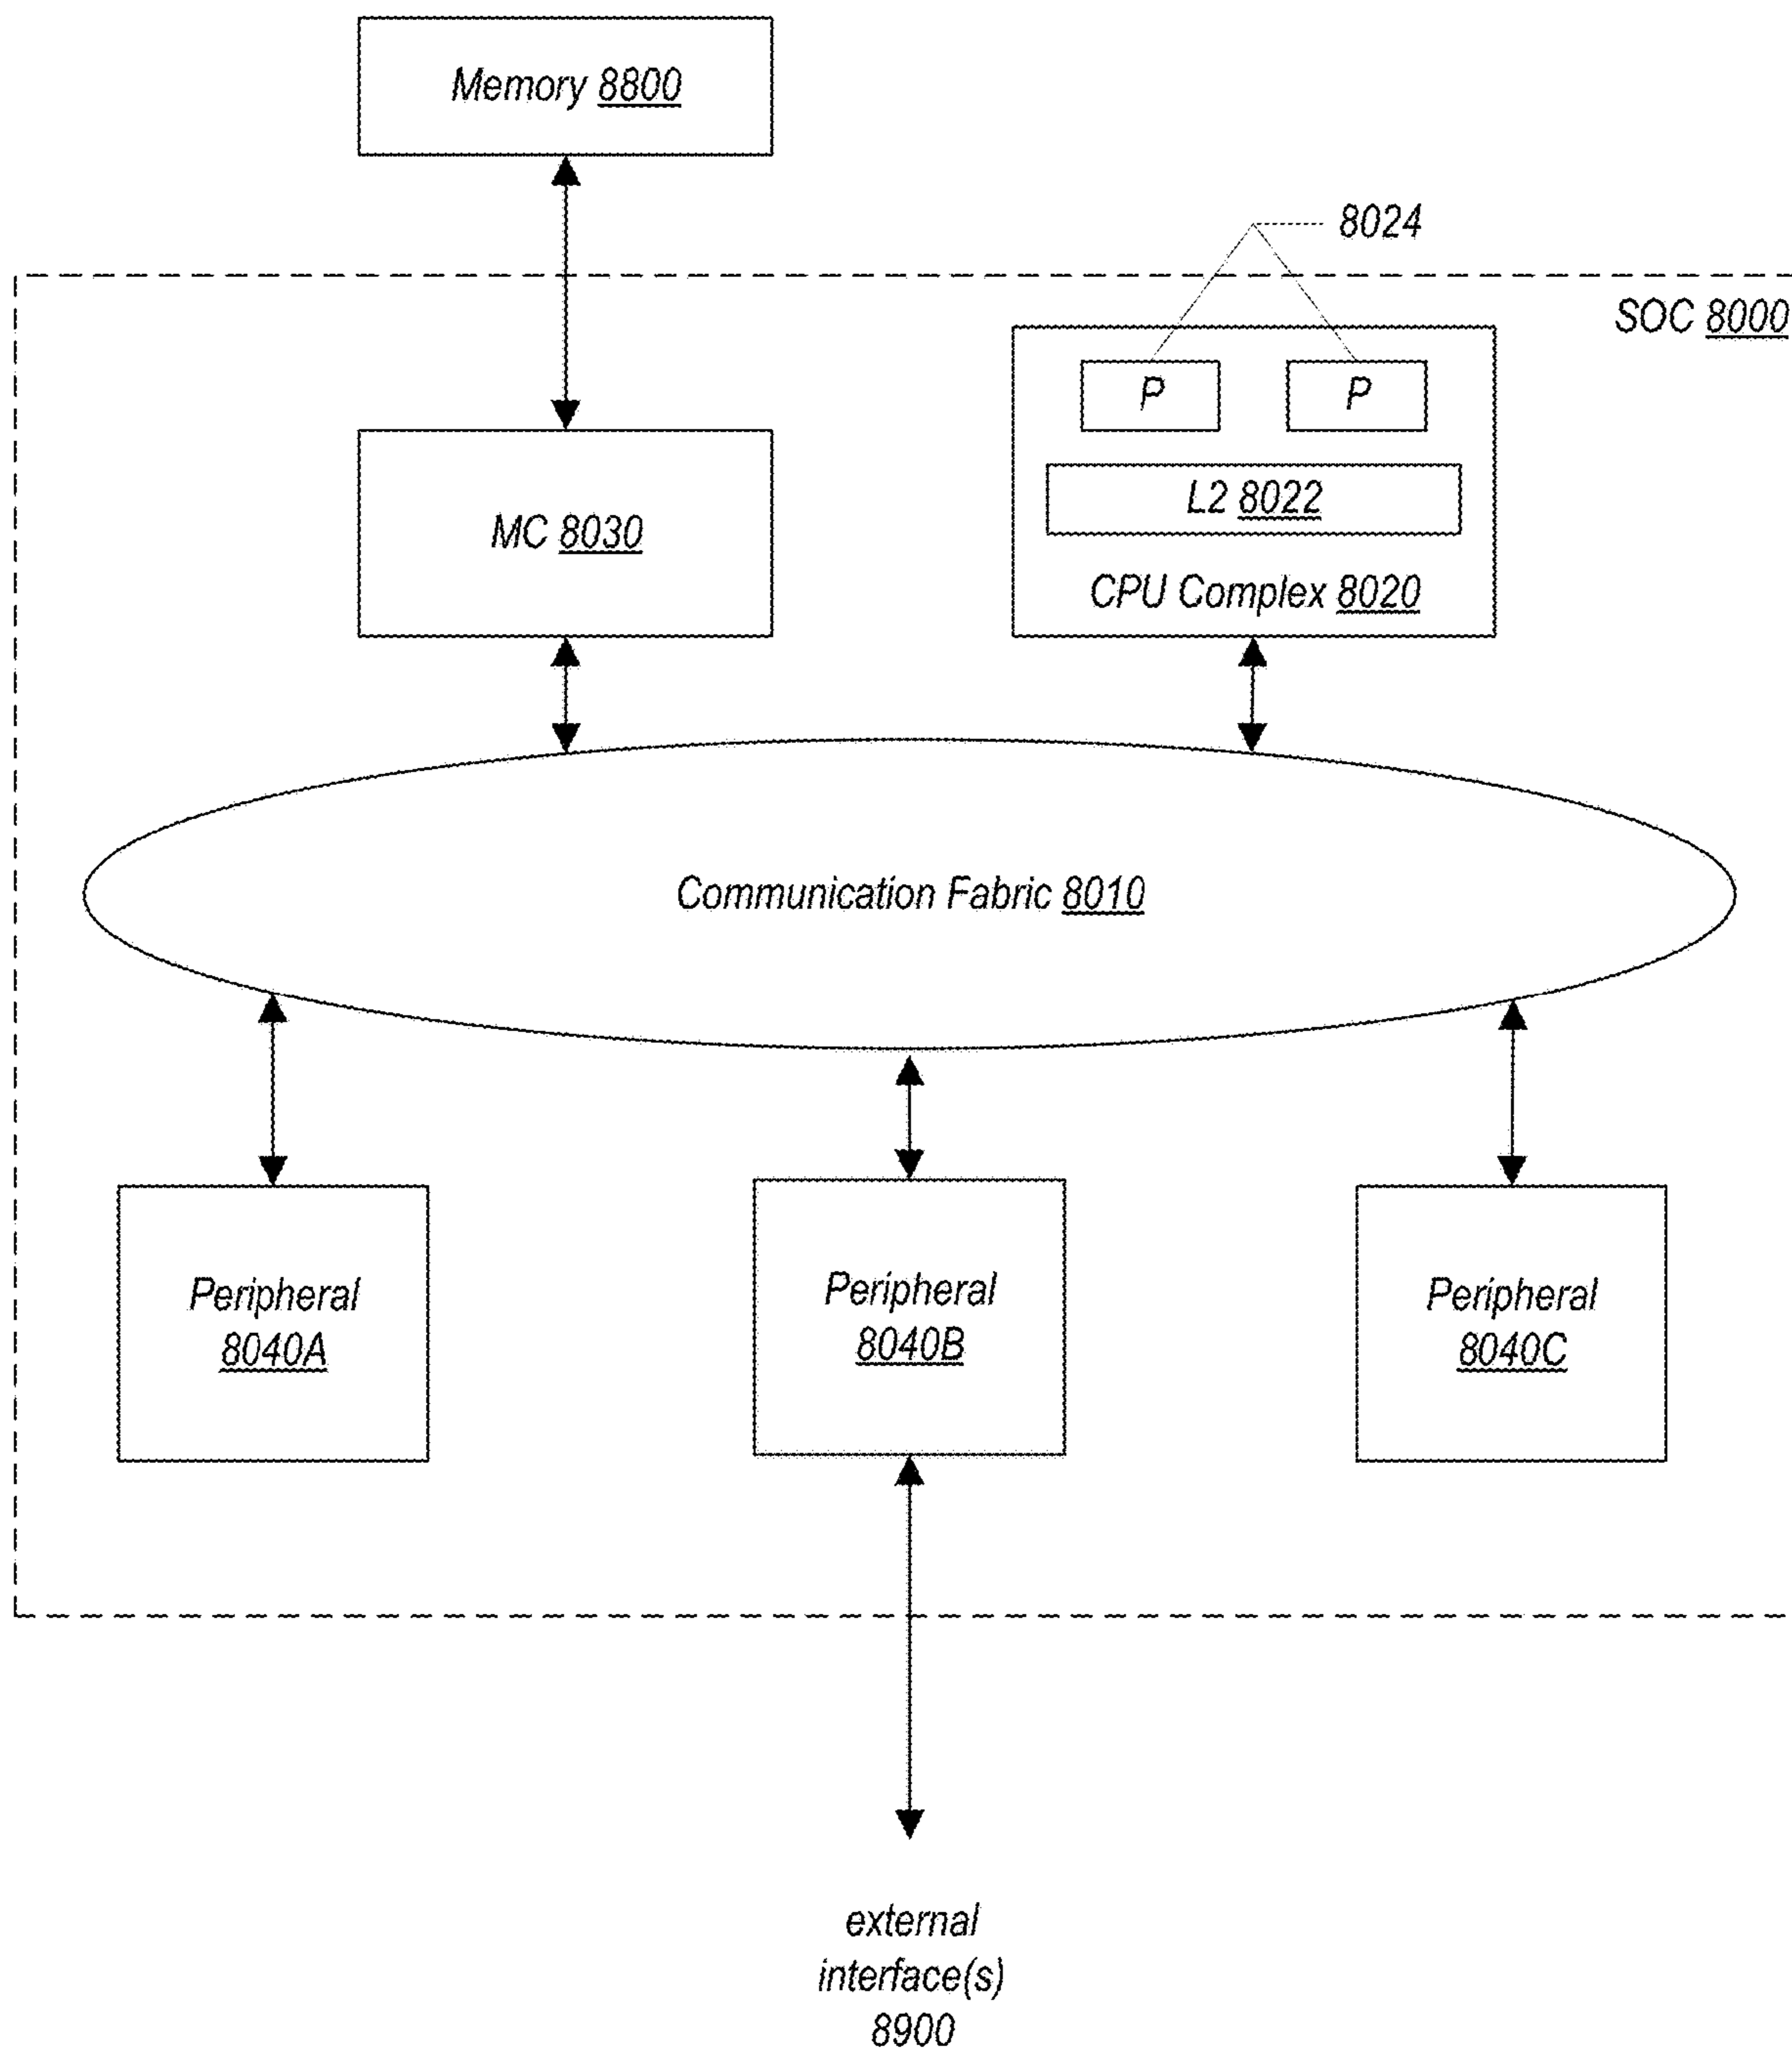 Memory 8800
8024
SOC 8000
P
P
L2 8022
MC 8030
CPU Complex 8020
Communication Fabric 8010
Peripheral
8040A
Peripheral
8040B
Peripheral
8040C
external
interface(s)
8900